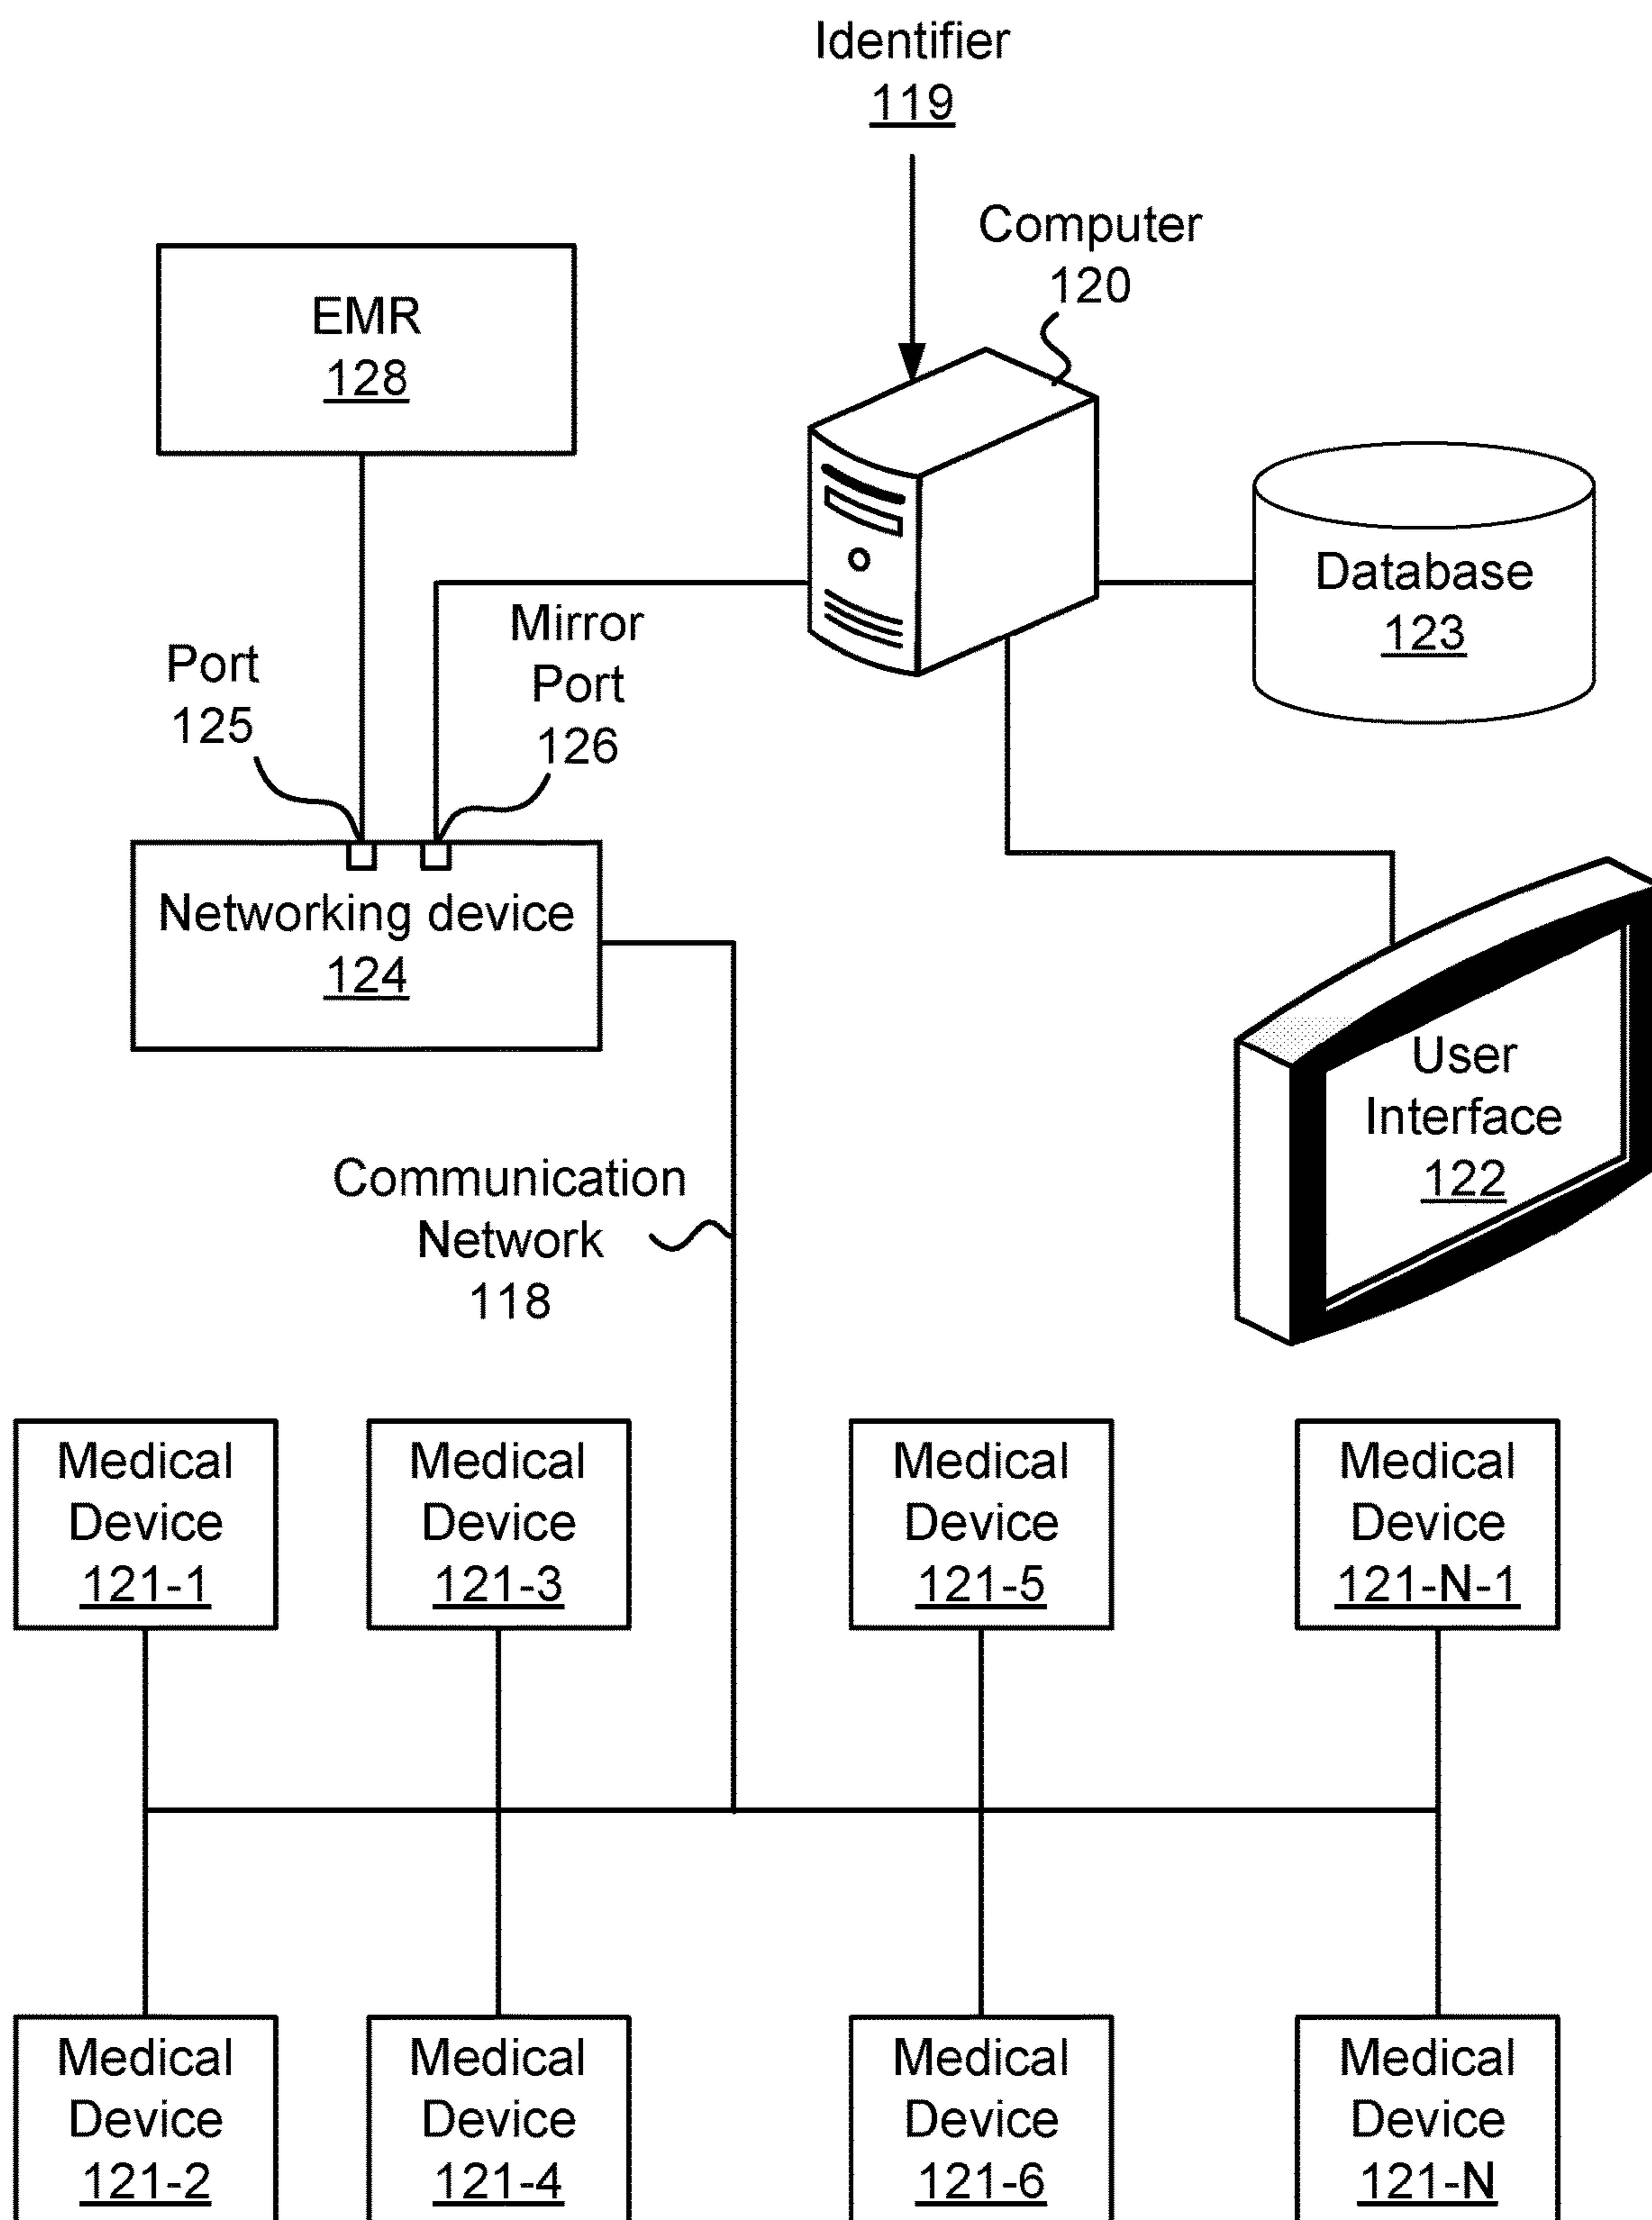 Identifier
119
Computer
120
EMR
128
Database
123
Mirror
Port
126
Port
125
Networking device
124
User
Interface
122
Communication
Network
118
Medical
Device
121-1
Medical
Device
121-3
Medical
Device
121-5
Medical
Device
121-N-1
Medical
Device
121-2
Medical
Device
121-4
Medical
Device
121-6
Medical
Device
121-N